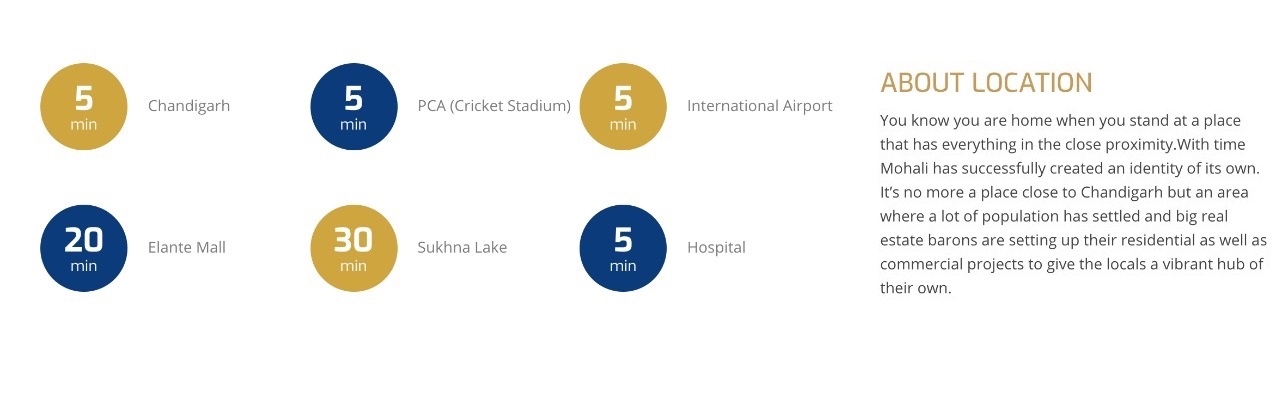 5
min
Chandigarh
5
min
PCA (Cricket Stadium)
5
min
International Airport
20
min
Elante Mall
30
min
Sukhna Lake
5
min
Hospital
ABOUT LOCATION
You know you are home when you stand at a place
that has everything in the close proximity.With time
Mohali has successfully created an identity of its own.
It’s no more a place close to Chandigarh but an area
where a lot of population has settled and big real
estate barons are setting up their residential as well as
commercial projects to give the locals a vibrant hub of
their own.